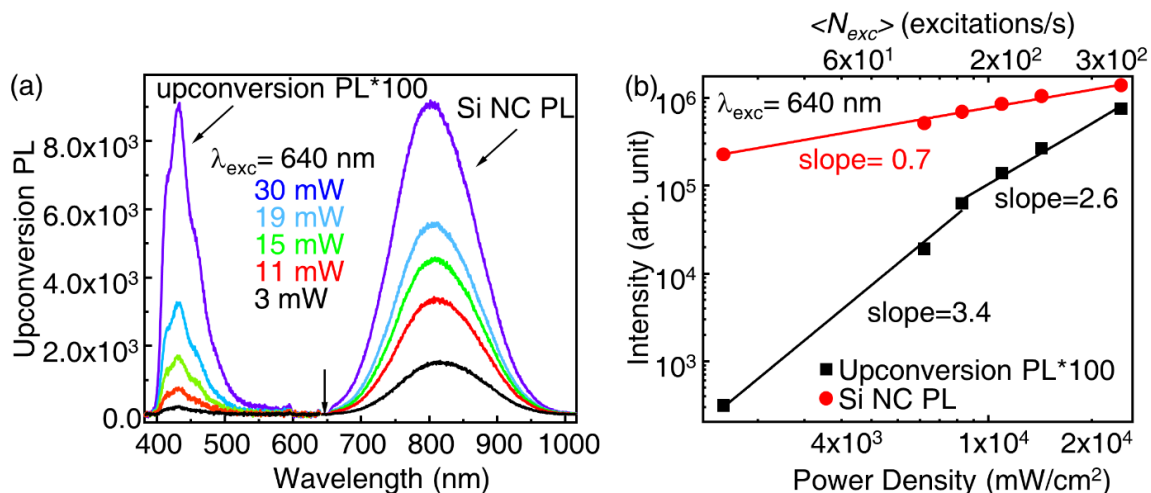 (a)
upconversion PL*100
Si NC PL
λexc= 640 nm
30 mW
19 mW
15 mW
11 mW
3 mW
Upconversion PL
8.0x10³
6.0x10³
4.0x10³
2.0x10³
0.0
400 500 600 700 800 900 1000
Wavelength (nm)
<Nexc> (excitations/s)
6x10¹ 2x10² 3x10²
(b)
λexc= 640 nm
slope= 0.7
slope=2.6
slope=3.4
Upconversion PL*100
Si NC PL
Intensity (arb. unit)
10⁶
10⁵
10⁴
10³
4x10³ 1x10⁴ 2x10⁴
Power Density (mW/cm²)